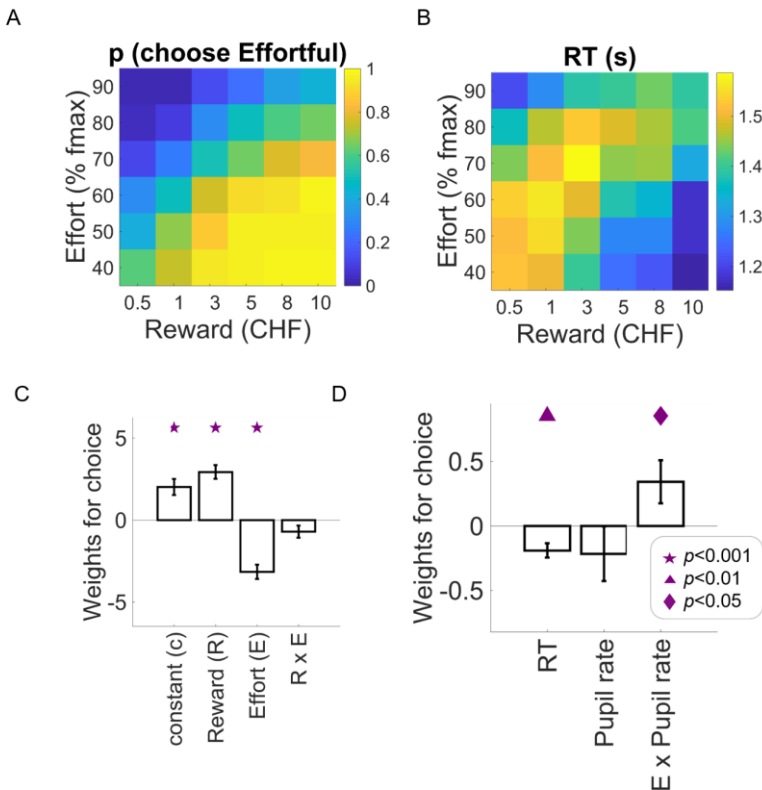 A
p (choose Effortful)
90
80
70
60
50
40
Effort (% fmax)
0.5 1 3 5 8 10
Reward (CHF)
1
0.8
0.6
0.4
0.2
0
B
RT (s)
90
80
70
60
50
40
Effort (% fmax)
0.5 1 3 5 8 10
Reward (CHF)
1.5
1.4
1.3
1.2
C
Weights for choice
5
0
-5
constant (c)
Reward (R)
Effort (E)
R x E
D
Weights for choice
0.5
0
-0.5
RT
Pupil rate
E x Pupil rate
★ p<0.001
▲ p<0.01
◆ p<0.05